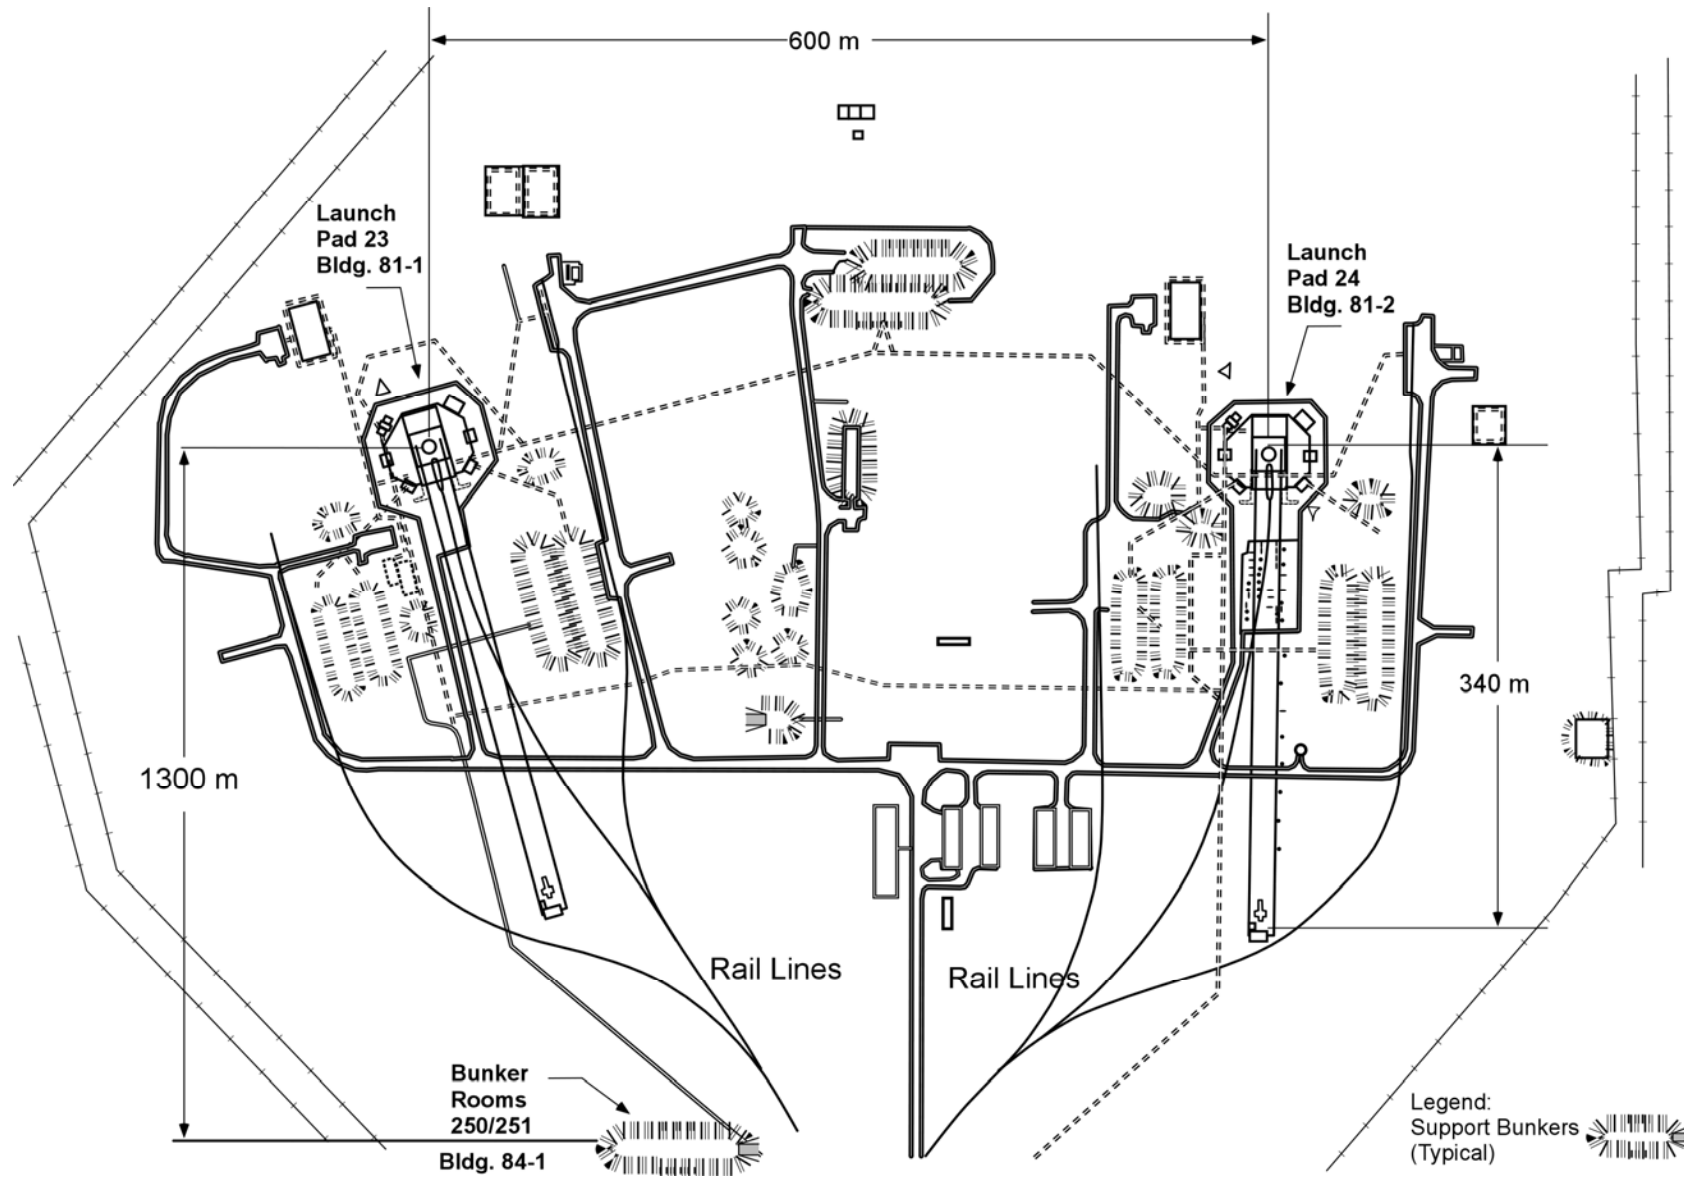 600 m
Launch
Pad 23
Bldg. 81-1
Launch
Pad 24
Bldg. 81-2
340 m
1300 m
Rail Lines
Rail Lines
Bunker
Rooms
250/251
Bldg. 84-1
Legend:
Support Bunkers
(Typical)